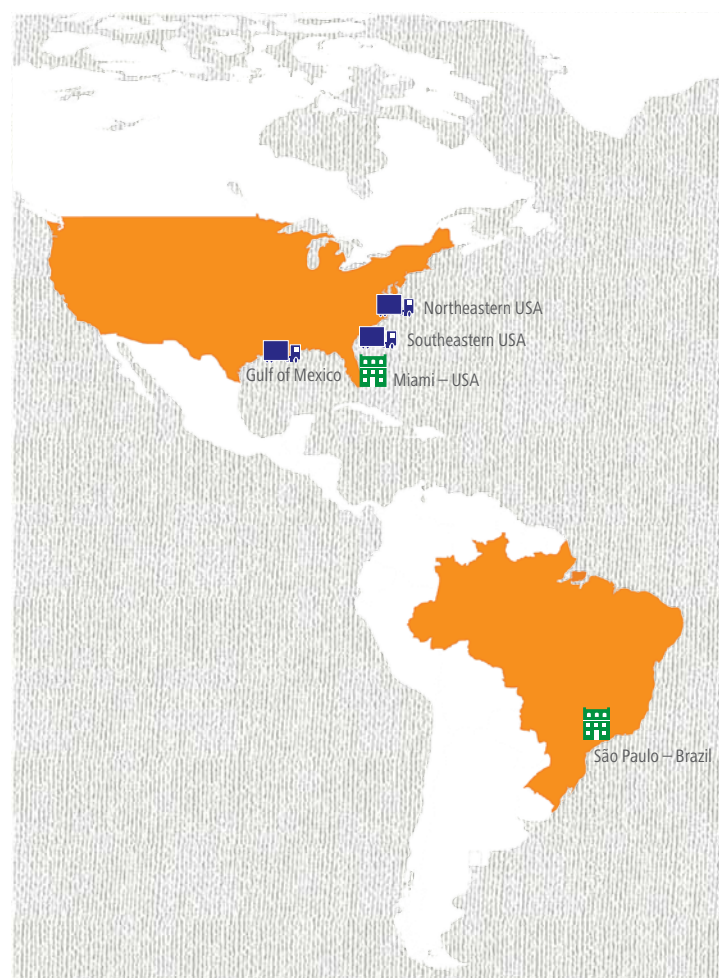 Northeastern USA
Southeastern USA
Gulf of Mexico
Miami – USA
São Paulo – Brazil